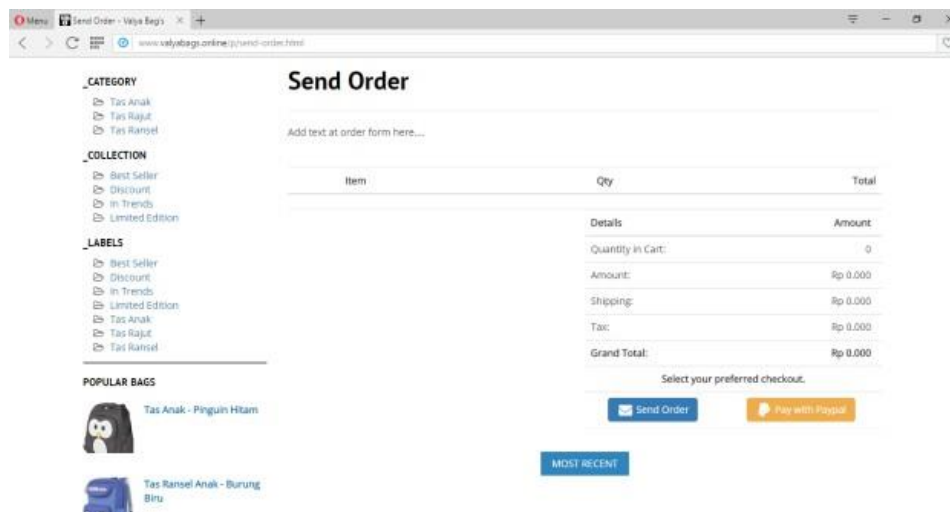 Menu
Send Order - Valya Bag's
www.valyabags.online/p/send-order.html
_CATEGORY
Tas Anak
Tas Rajut
Tas Ransel
_COLLECTION
Best Seller
Discount
In Trends
Limited Edition
_LABELS
Best Seller
Discount
In Trends
Limited Edition
Tas Anak
Tas Rajut
Tas Ransel
POPULAR BAGS
Tas Anak - Pinguin Hitam
Tas Ransel Anak - Burung
Biru
Send Order
Add text at order form here....
Item Qty Total
Details Amount
Quantity in Cart: 0
Amount: Rp 0.000
Shipping: Rp 0.000
Tax: Rp 0.000
Grand Total: Rp 0.000
Select your preferred checkout.
Send Order Pay with Paypal
MOST RECENT